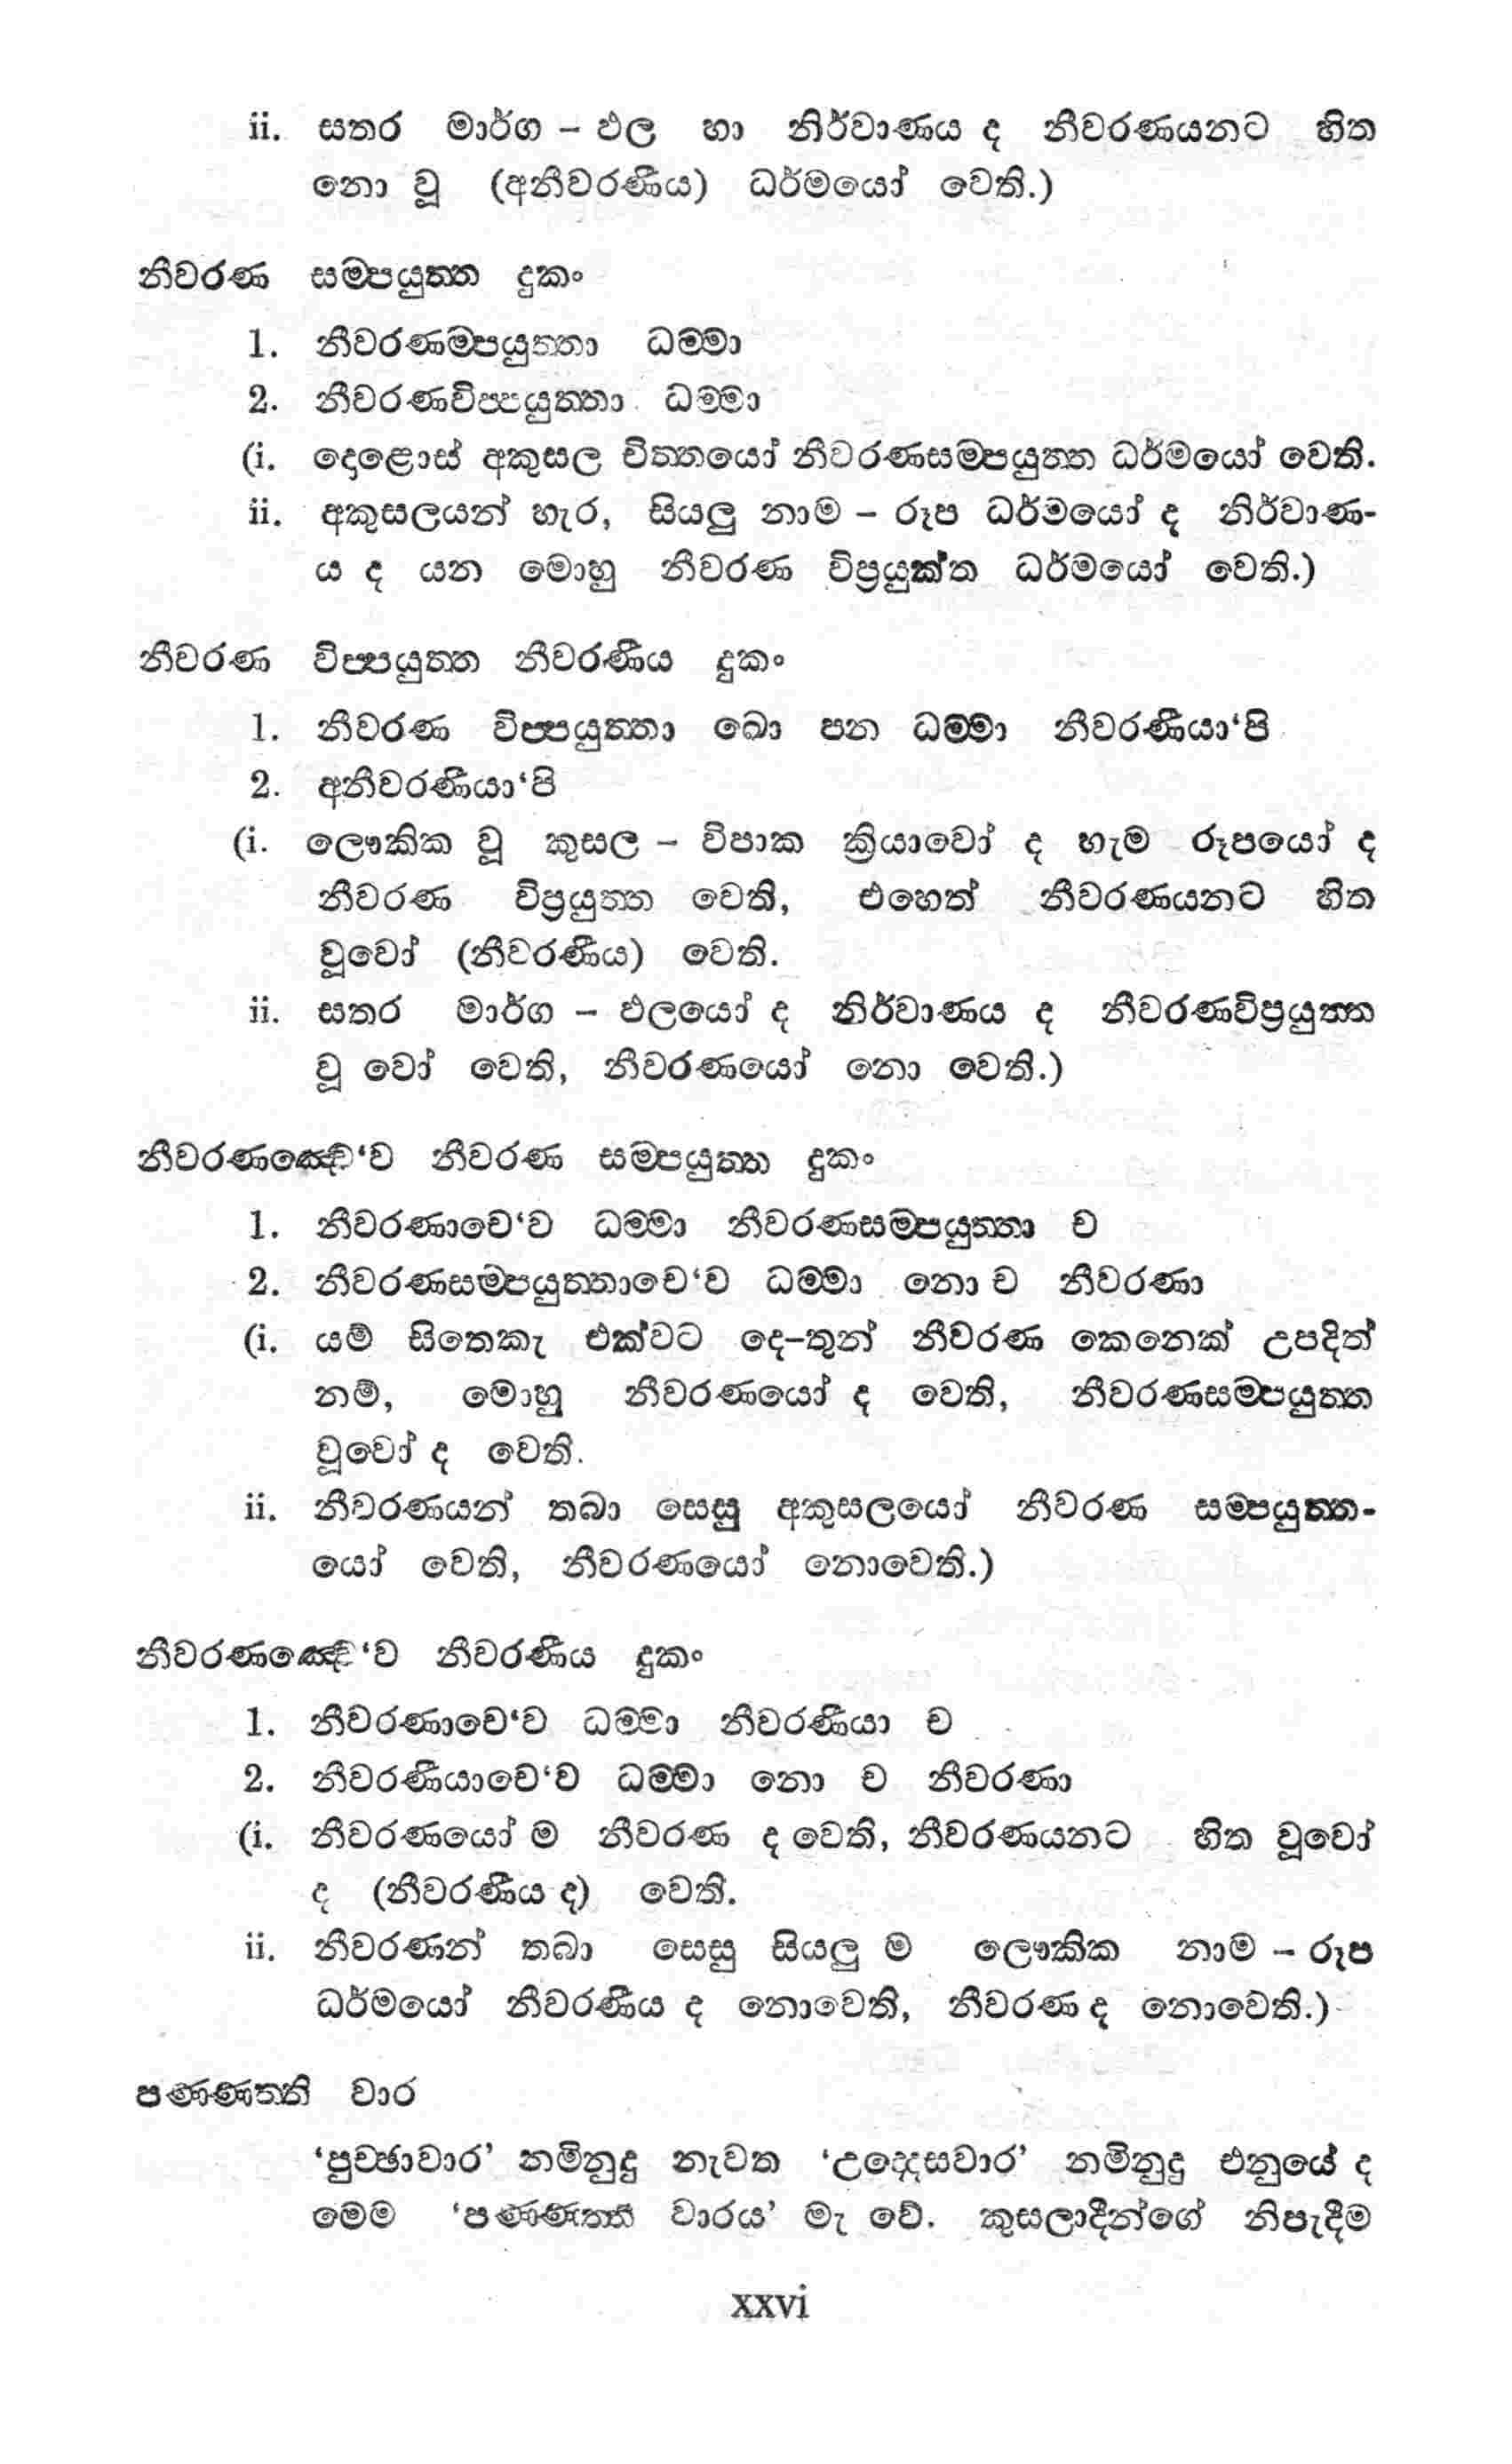 ii. සතර මාර්ග – ඵල හා නිර්වාණය ද නීවරණයනට හිත
නො වූ (අනීවරණීය) ධර්මයෝ වෙති.)
නීවරණ සම්පයුත්ත දුකං
1. නීවරණම්පයුත්තා ධම්මා
2. නීවරණවිප්පයුත්තා ධම්මා
(i. දොළොස් අකුසල චිත්තයෝ නීවරණසම්පයුත්ත ධර්මයෝ වෙති.
ii. අකුසලයන් හැර, සියලු නාම – රූප ධර්මයෝ ද නිර්වාණ-
ය ද යන මොහු නීවරණ විප්‍රයුක්ත ධර්මයෝ වෙති.)
නීවරණ විප්පයුත්ත නීවරණීය දුකං
1. නීවරණ විප්පයුත්තා ඛො පන ධම්මා නීවරණීයා‘පි
2. අනීවරණීයා‘පි
(i. ලෞකික වූ කුසල – විපාක ක්‍රියාවෝ ද හැම රූපයෝ ද
නීවරණ විප්‍රයුත්ත වෙති, එහෙත් නීවරණයනට හිත
වූවෝ (නීවරණීය) වෙති.
ii. සතර මාර්ග – ඵලයෝ ද නිර්වාණය ද නීවරණවිප්‍රයුත්ත
වූ වෝ වෙති, නීවරණයෝ නො වෙති.)
නීවරණඤ්චේ‘ව නීවරණ සම්පයුත්ත දුකං
1. නීවරණාචෙ‘ව ධම්මා නීවරණසම්පයුත්තා ච
2. නීවරණසම්පයුත්තාචෙ‘ව ධම්මා නො ච නීවරණා
(i. යම් සිතෙකැ එක්වට දෙ–තුන් නීවරණ කෙනෙක් උපදිත්
නම්, මොහු නීවරණයෝ ද වෙති, නීවරණසම්පයුත්ත
වූවෝ ද වෙති.
ii. නීවරණයන් තබා සෙසු අකුසලයෝ නීවරණ සම්පයුත්ත-
යෝ වෙති, නීවරණයෝ නොවෙති.)
නීවරණඤ්චේ‘ව නීවරණීය දුකං
1. නීවරණාචෙ‘ව ධම්මා නීවරණීයා ච
2. නීවරණීයාචෙ‘ව ධම්මා නො ච නීවරණා
(i. නීවරණයෝ ම නීවරණ ද වෙති, නීවරණයනට හිත වූවෝ
ද (නීවරණීය ද) වෙති.
ii. නීවරණන් තබා සෙසු සියලු ම ලෞකික නාම – රූප
ධර්මයෝ නීවරණීය ද නොවෙති, නීවරණ ද නොවෙති.)
පණ්ණත්ති වාර
‘පුච්ඡාවාර’ නමිනුදු නැවත ‘උද්දෙසවාර’ නමිනුදු එනුයේ ද
මෙම ‘පණ්ණත්ති වාරය’ මැ වේ. කුසලාදීන්ගේ නිපැදීම
xxvi